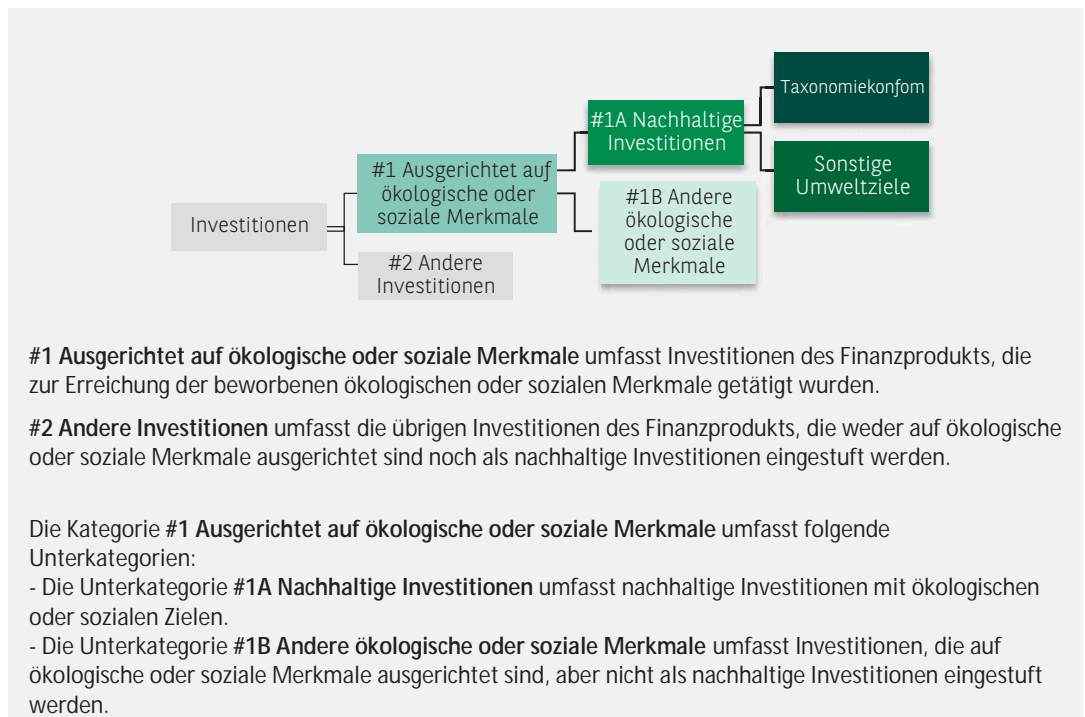 Taxonomiekonfom
#1A Nachhaltige
Investitionen
Sonstige
Umweltziele
#1 Ausgerichtet auf
ökologische oder
soziale Merkmale
#1B Andere
ökologische
oder soziale
Merkmale
Investitionen
#2 Andere
Investitionen
#1 Ausgerichtet auf ökologische oder soziale Merkmale umfasst Investitionen des Finanzprodukts, die
zur Erreichung der beworbenen ökologischen oder sozialen Merkmale getätigt wurden.
#2 Andere Investitionen umfasst die übrigen Investitionen des Finanzprodukts, die weder auf ökologische
oder soziale Merkmale ausgerichtet sind noch als nachhaltige Investitionen eingestuft werden.
Die Kategorie #1 Ausgerichtet auf ökologische oder soziale Merkmale umfasst folgende
Unterkategorien:
- Die Unterkategorie #1A Nachhaltige Investitionen umfasst nachhaltige Investitionen mit ökologischen
oder sozialen Zielen.
- Die Unterkategorie #1B Andere ökologische oder soziale Merkmale umfasst Investitionen, die auf
ökologische oder soziale Merkmale ausgerichtet sind, aber nicht als nachhaltige Investitionen eingestuft
werden.